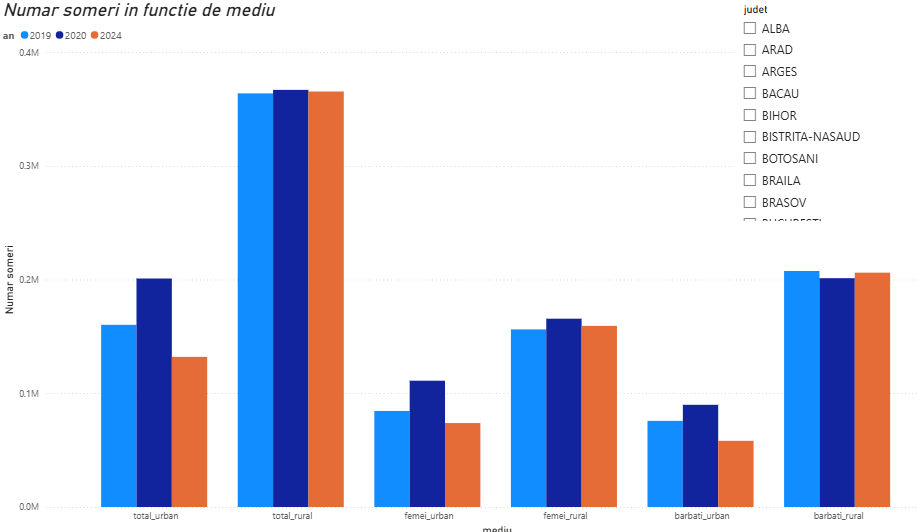 Numar someri in functie de mediu
an 2019 2020 2024
0.4M
0.3M
0.2M
0.1M
0.0M
Numar someri
total_urban total_rural femei_urban femei_rural barbati_urban barbati_rural
mediu
judet
ALBA
ARAD
ARGES
BACAU
BIHOR
BISTRITA-NASAUD
BOTOSANI
BRAILA
BRASOV